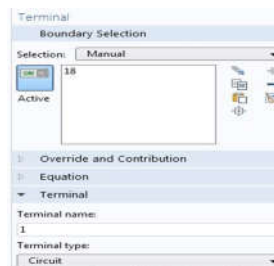 Terminal
Boundary Selection
Selection: Manual
18
Active
Override and Contribution
Equation
Terminal
Terminal name:
1
Terminal type:
Circuit